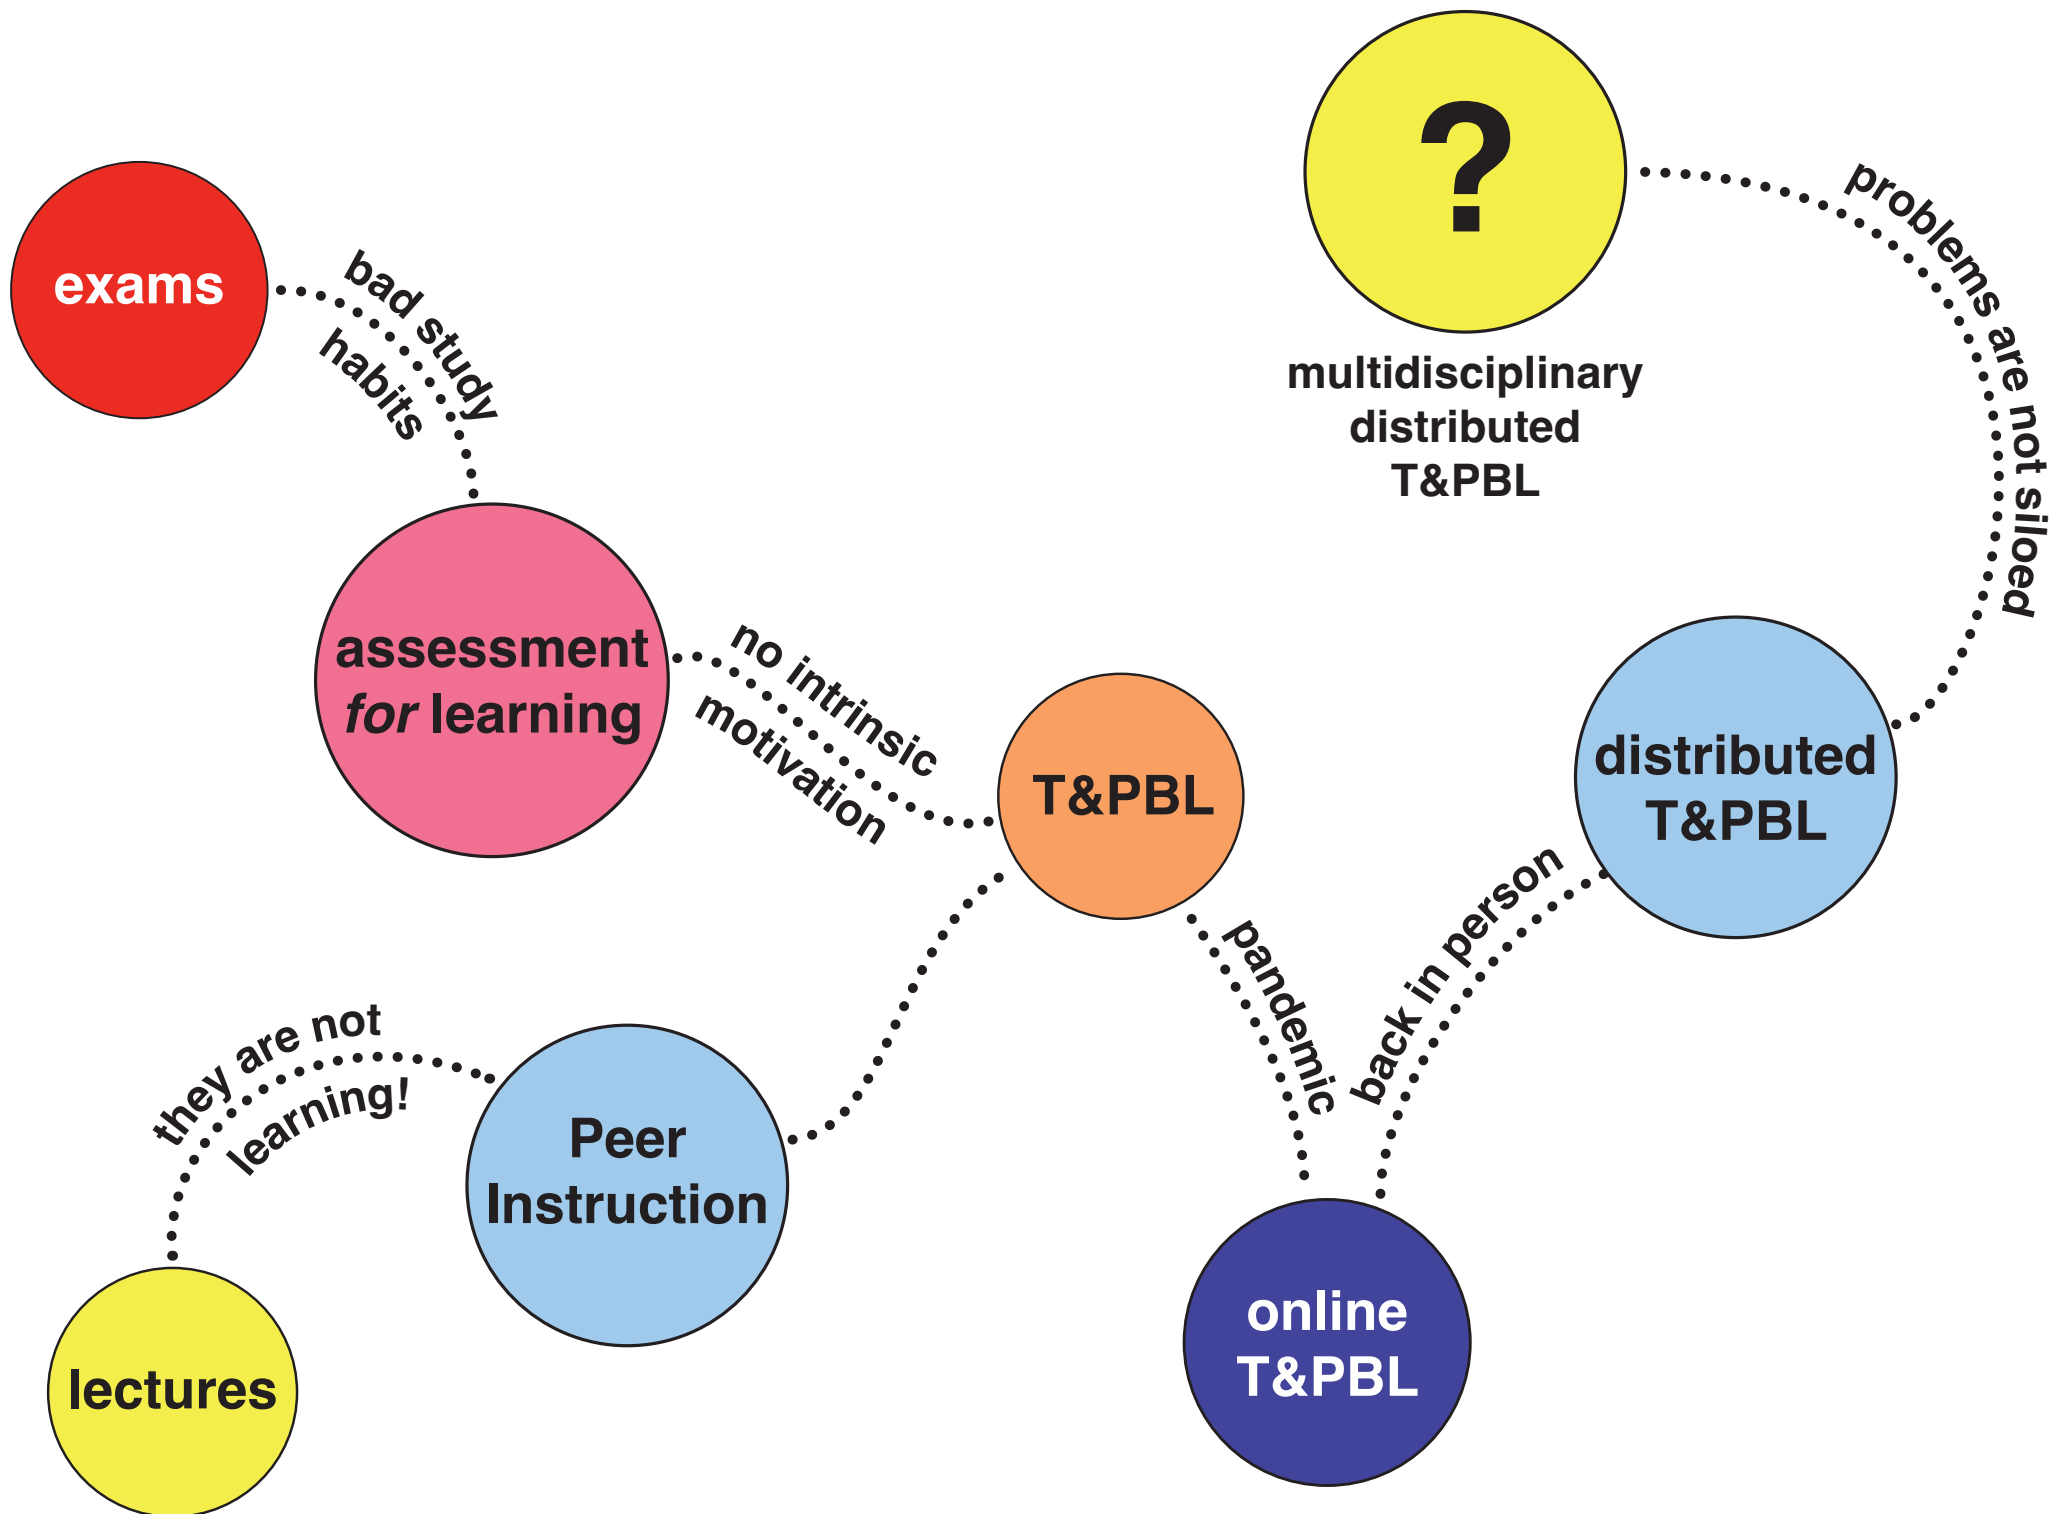 exams
bad study
habits
assessment
for learning
no intrinsic
motivation
T&PBL
they are not
learning!
Peer
Instruction
lectures
pandemic
online
T&PBL
back in person
distributed
T&PBL
problems are not siloed
?
multidisciplinary
distributed
T&PBL